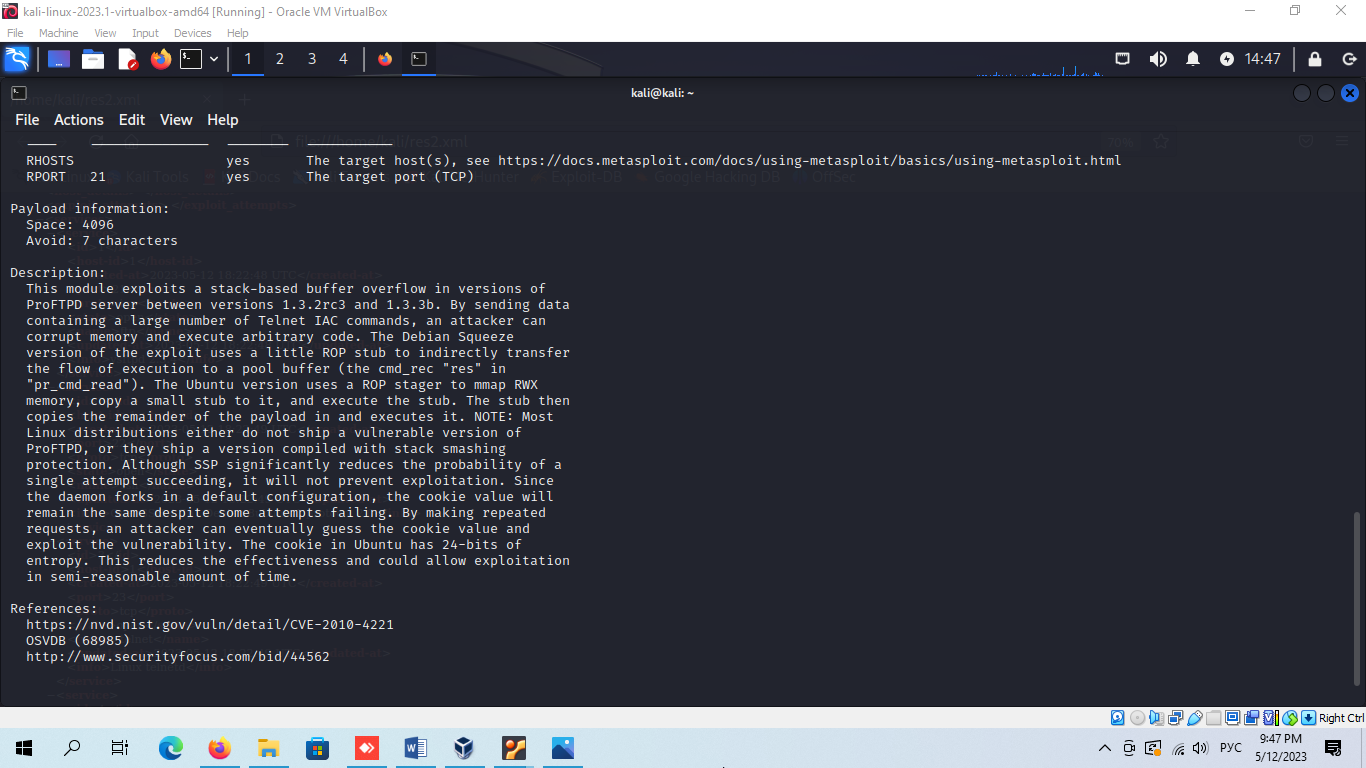 kali-linux-2023.1-virtualbox-amd64 [Running] - Oracle VM VirtualBox
File Machine View Input Devices Help
1 2 3 4 14:47
kali@kali: ~
File Actions Edit View Help
RHOSTS yes The target host(s), see https://docs.metasploit.com/docs/using-metasploit/basics/using-metasploit.html
RPORT 21 yes The target port (TCP)
Payload information:
Space: 4096
Avoid: 7 characters
Description:
This module exploits a stack-based buffer overflow in versions of
ProFTPD server between versions 1.3.2rc3 and 1.3.3b. By sending data
containing a large number of Telnet IAC commands, an attacker can
corrupt memory and execute arbitrary code. The Debian Squeeze
version of the exploit uses a little ROP stub to indirectly transfer
the flow of execution to a pool buffer (the cmd_rec "res" in
"pr_cmd_read"). The Ubuntu version uses a ROP stager to mmap RWX
memory, copy a small stub to it, and execute the stub. The stub then
copies the remainder of the payload in and executes it. NOTE: Most
Linux distributions either do not ship a vulnerable version of
ProFTPD, or they ship a version compiled with stack smashing
protection. Although SSP significantly reduces the probability of a
single attempt succeeding, it will not prevent exploitation. Since
the daemon forks in a default configuration, the cookie value will
remain the same despite some attempts failing. By making repeated
requests, an attacker can eventually guess the cookie value and
exploit the vulnerability. The cookie in Ubuntu has 24-bits of
entropy. This reduces the effectiveness and could allow exploitation
in semi-reasonable amount of time.
References:
https://nvd.nist.gov/vuln/detail/CVE-2010-4221
OSVDB (68985)
http://www.securityfocus.com/bid/44562
Right Ctrl
РУС 9:47 PM
5/12/2023